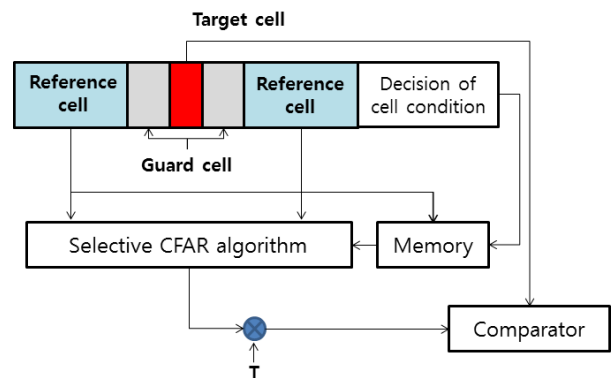 Target cell
Reference
cell
Reference
cell
Decision of
cell condition
Guard cell
Selective CFAR algorithm
Memory
Comparator
T